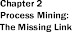 Chapter 2
Process Mining:
The Missing Link